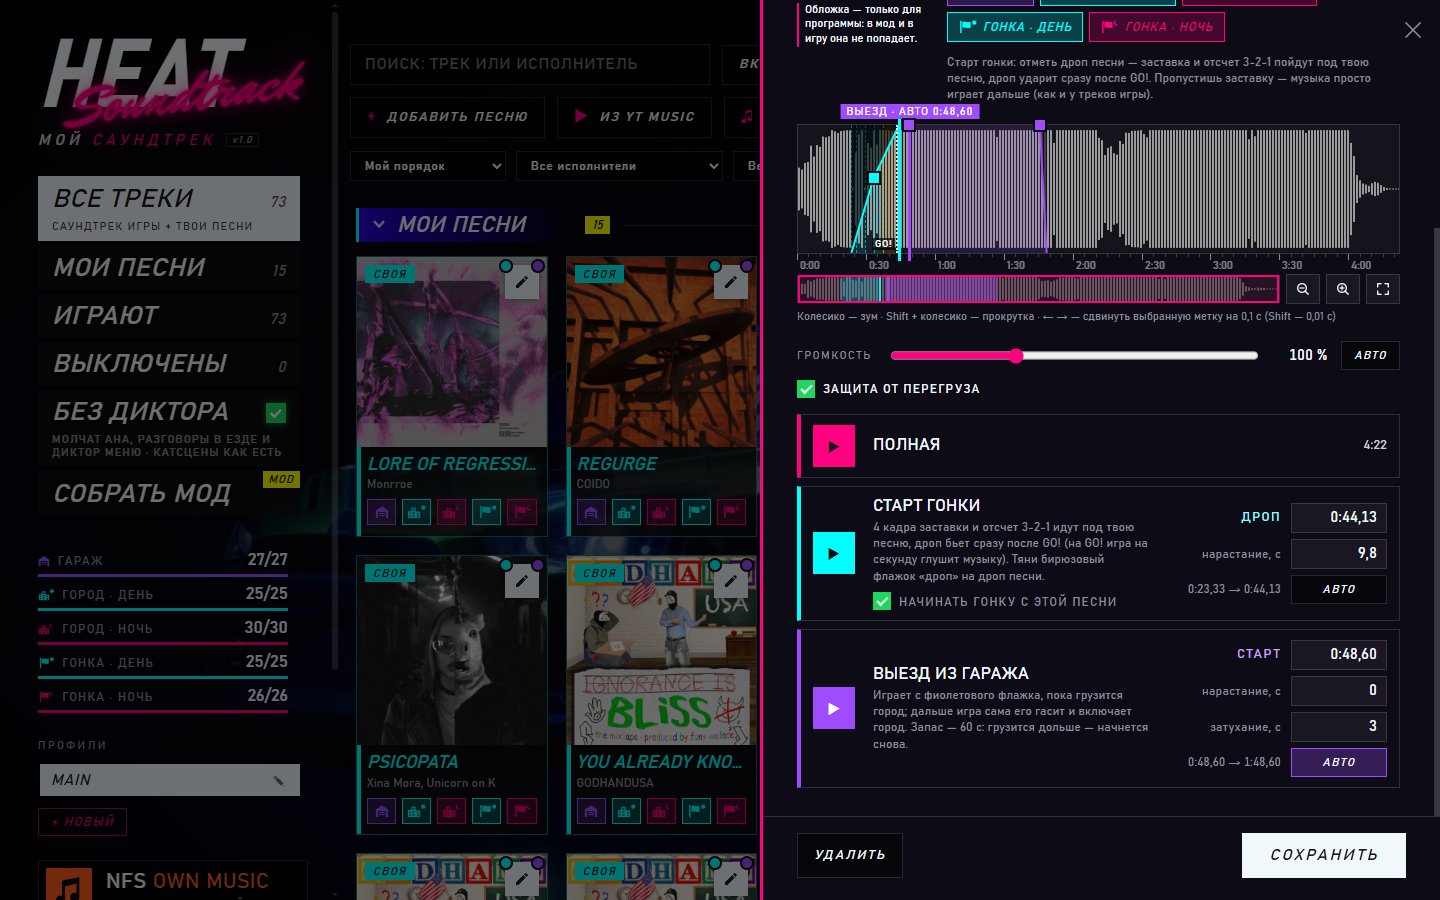 HEAT
Soundtrack
МОЙ САУНДТРЕК v1.0
ВСЕ ТРЕКИ 73
САУНДТРЕК ИГРЫ + ТВОИ ПЕСНИ
МОИ ПЕСНИ 15
ИГРАЮТ 73
ВЫКЛЮЧЕНЫ 0
БЕЗ ДИКТОРА
МОЛЧАТ АНА, РАЗГОВОРЫ В ЕЗДЕ И
ДИКТОР МЕНЮ · КАТСЦЕНЫ КАК ЕСТЬ
MOD
СОБРАТЬ МОД
ГАРАЖ 27/27
ГОРОД · ДЕНЬ 25/25
ГОРОД · НОЧЬ 30/30
ГОНКА · ДЕНЬ 25/25
ГОНКА · НОЧЬ 26/26
ПРОФИЛИ
MAIN
+ НОВЫЙ
NFS OWN MUSIC
ПОИСК: ТРЕК ИЛИ ИСПОЛНИТЕЛЬ
ВК
+ ДОБАВИТЬ ПЕСНЮ
ИЗ YT MUSIC
Мой порядок
Все исполнители
Ве
МОИ ПЕСНИ 15
СВОЯ
СВОЯ
LORE OF REGRESSI...
Monrroe
REGURGE
COIDO
СВОЯ
СВОЯ
DHA
USA
IGNORANCE IS
BLiSS
the mixtape - produced by tony wallace
PSICOPATA
Xina Mora, Unicorn on K
YOU ALREADY KNO...
GODHANDUSA
СВОЯ
СВОЯ
Обложка — только для
программы: в мод и в
игру она не попадает.
ГОНКА · ДЕНЬ
ГОНКА · НОЧЬ
Старт гонки: отметь дроп песни — заставка и отсчет 3-2-1 пойдут под твою
песню, дроп ударит сразу после GO!. Пропустишь заставку — музыка просто
играет дальше (как и у треков игры).
ВЫЕЗД · АВТО 0:48,60
GO!
0:00 0:30 1:00 1:30 2:00 2:30 3:00 3:30 4:00
Колесико — зум · Shift + колесико — прокрутка · ← → — сдвинуть выбранную метку на 0,1 с (Shift — 0,01 с)
ГРОМКОСТЬ 100 % АВТО
ЗАЩИТА ОТ ПЕРЕГРУЗА
ПОЛНАЯ 4:22
СТАРТ ГОНКИ
4 кадра заставки и отсчет 3-2-1 идут под твою
песню, дроп бьет сразу после GO! (на GO! игра на
секунду глушит музыку). Тяни бирюзовый
флажок «дроп» на дроп песни.
НАЧИНАТЬ ГОНКУ С ЭТОЙ ПЕСНИ
ДРОП 0:44,13
нарастание, с 9,8
0:23,33 → 0:44,13 АВТО
ВЫЕЗД ИЗ ГАРАЖА
Играет с фиолетового флажка, пока грузится
город; дальше игра сама его гасит и включает
город. Запас — 60 с: грузится дольше — начнется
снова.
СТАРТ 0:48,60
нарастание, с 0
затухание, с 3
0:48,60 → 1:48,60 АВТО
УДАЛИТЬ
СОХРАНИТЬ